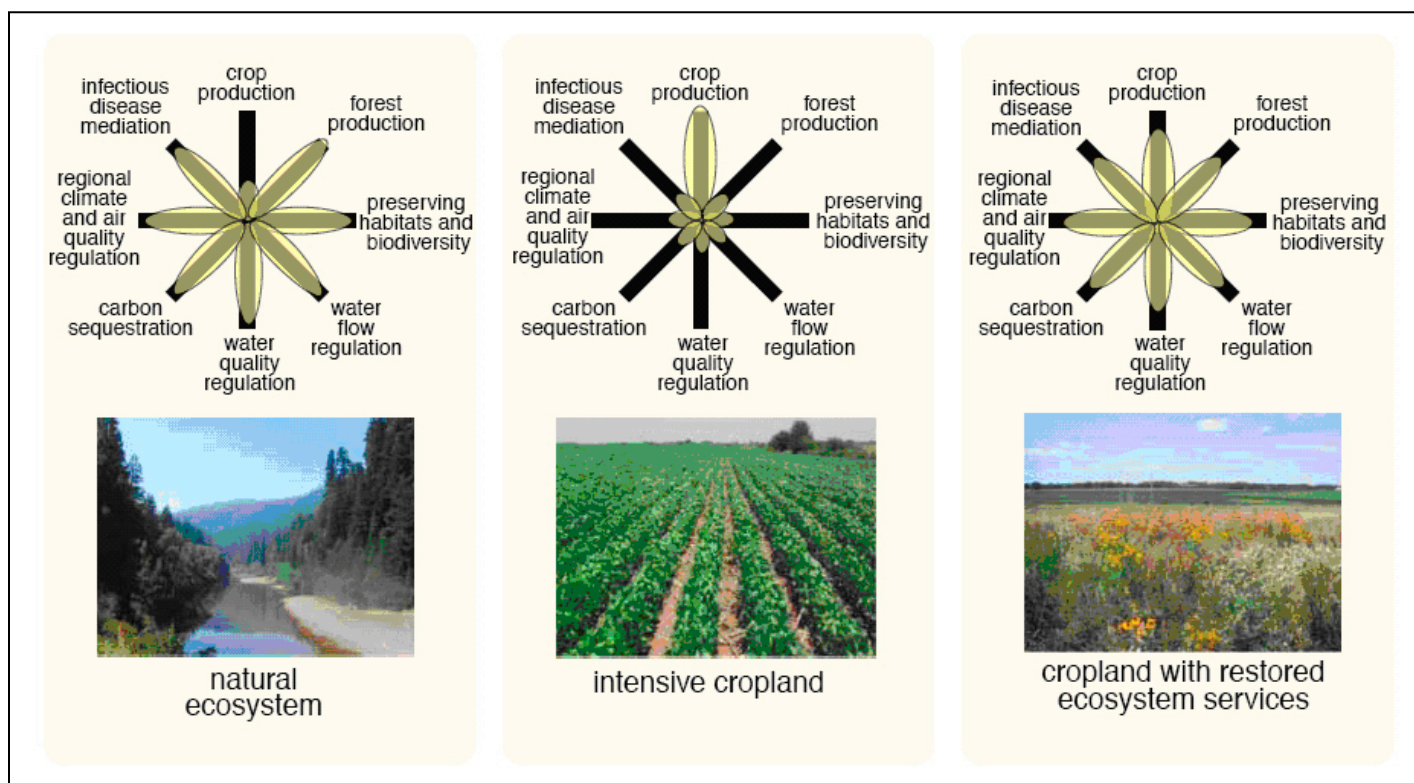 crop
production
infectious
disease
mediation
forest
production
regional
climate
and air
quality
regulation
preserving
habitats and
biodiversity
carbon
sequestration
water
flow
regulation
water
quality
regulation
natural
ecosystem
crop
production
infectious
disease
mediation
forest
production
regional
climate
and air
quality
regulation
preserving
habitats and
biodiversity
carbon
sequestration
water
flow
regulation
water
quality
regulation
intensive cropland
crop
production
infectious
disease
mediation
forest
production
regional
climate
and air
quality
regulation
preserving
habitats and
biodiversity
carbon
sequestration
water
flow
regulation
water
quality
regulation
cropland with restored
ecosystem services